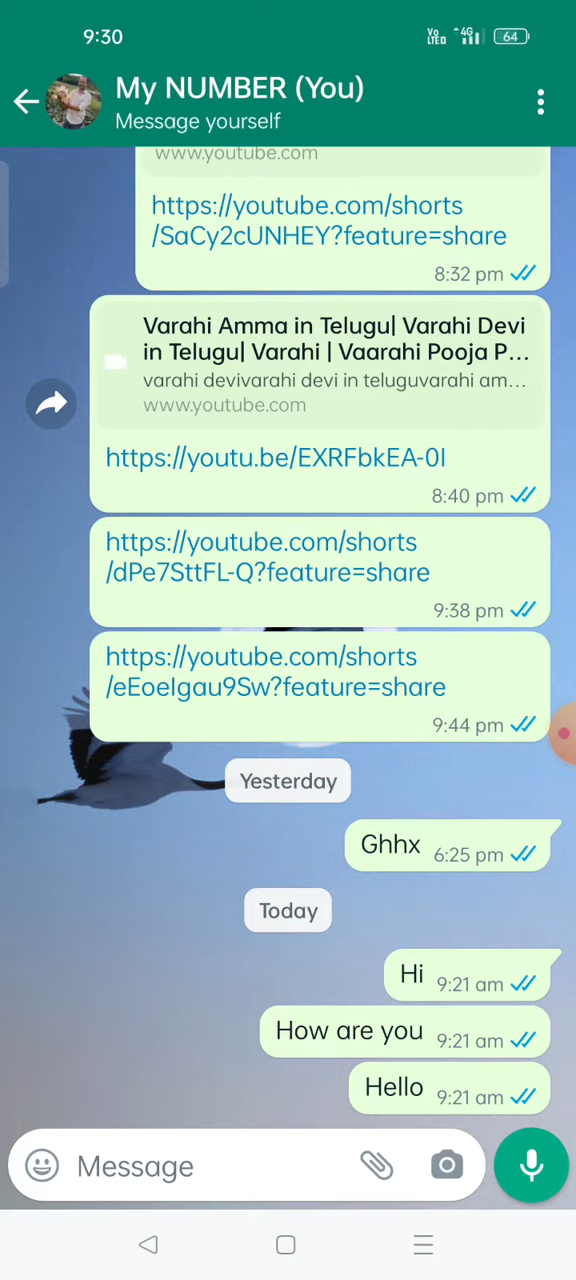 9:30
Vo
LTED
4G
64
My NUMBER (You)
Message yourself
www.youtube.com
https://youtube.com/shorts
/SaCy2cUNHEY?feature=share
8:32 pm
Varahi Amma in Telugu| Varahi Devi
in Telugu| Varahi | Vaarahi Pooja P...
varahi devivarahi devi in teluguvarahi am...
www.youtube.com
https://youtu.be/EXRFbkEA-0I
8:40 pm
https://youtube.com/shorts
/dPe7SttFL-Q?feature=share
9:38 pm
https://youtube.com/shorts
/eEoeIgau9Sw?feature=share
9:44 pm
Yesterday
Ghhx 6:25 pm
Today
Hi 9:21 am
How are you 9:21 am
Hello 9:21 am
Message